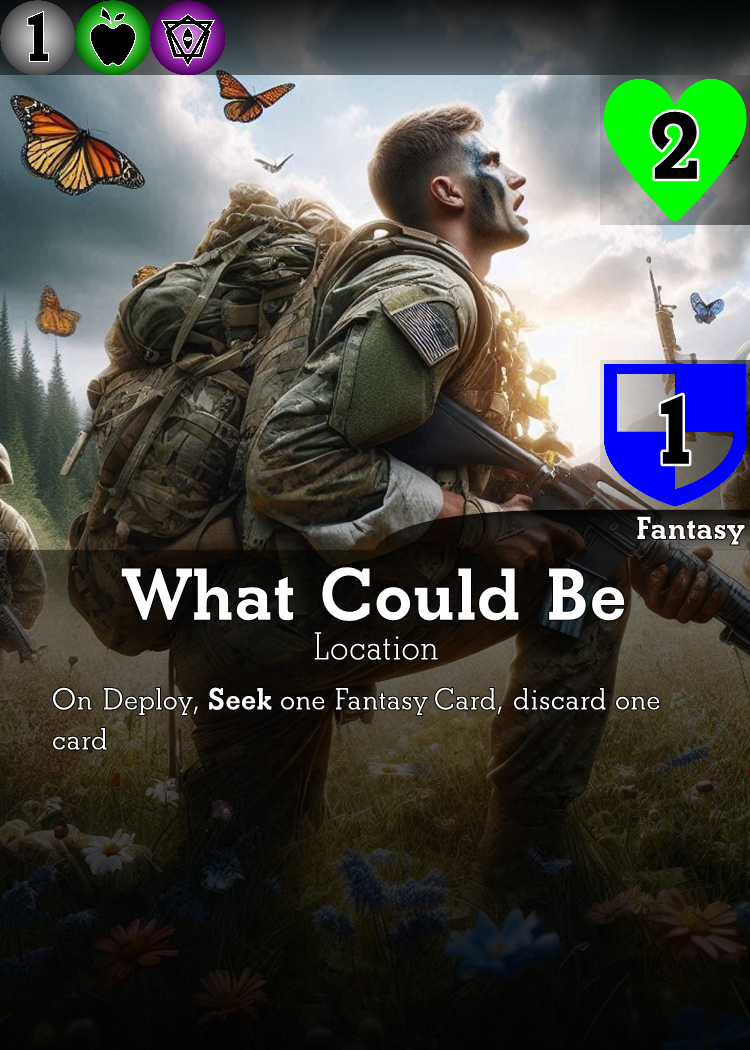 1
2
1
Fantasy
What Could Be
Location
On Deploy, Seek one Fantasy Card, discard one
card